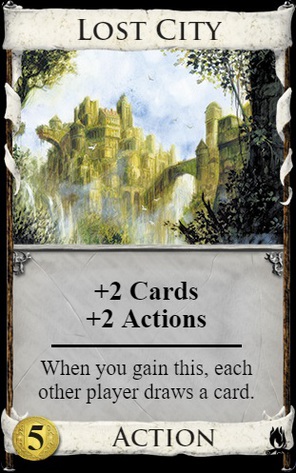 LOST CITY
+2 Cards
+2 Actions
When you gain this, each
other player draws a card.
5
ACTION